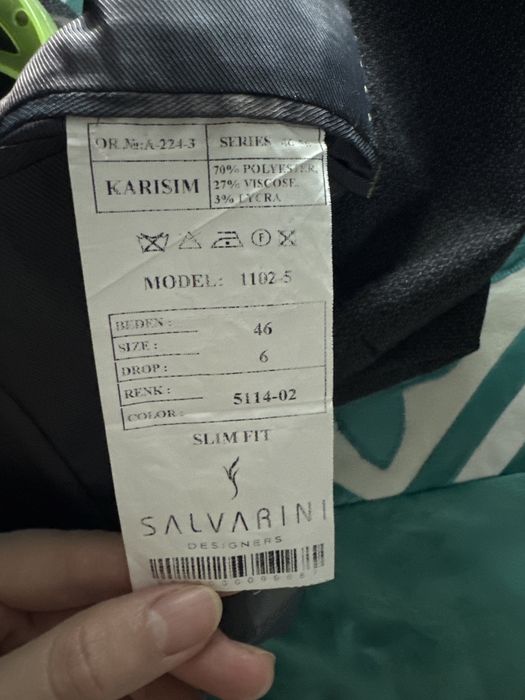 OR.№:A-224-3 SERIES
KARISIM
70% POLYESTER,
27% VISCOSE,
3% LYCRA
MODEL: 1102-5
BEDEN :
SIZE : 46
DROP : 6
RENK :
COLOR : 5114-02
SLIM FIT
SALVARINI
DESIGNERS